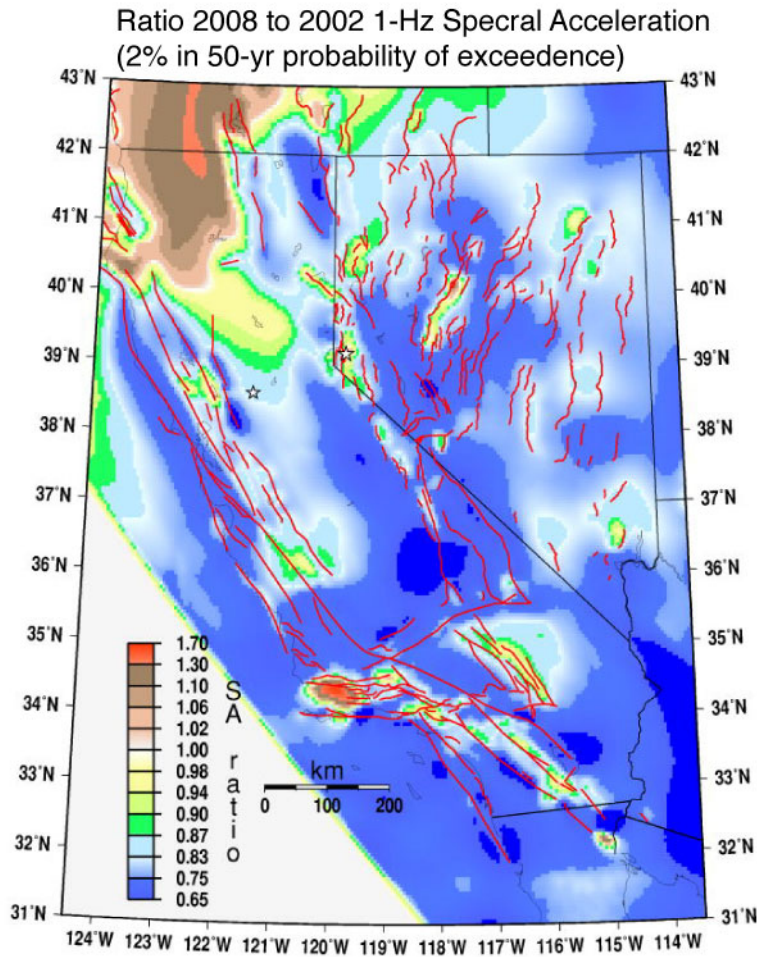 Ratio 2008 to 2002 1-Hz Specral Acceleration
(2% in 50-yr probability of exceedence)
43°N 43°N
42°N 42°N
41°N 41°N
40°N 40°N
39°N 39°N
38°N 38°N
37°N 37°N
36°N 36°N
35°N 35°N
34°N 34°N
33°N 33°N
32°N 32°N
31°N 31°N
1.70
1.30
1.10
1.06
1.02
1.00
0.98
0.94
0.90
0.87
0.83
0.75
0.65
SA ratio
km
0 100 200
124°W 123°W 122°W 121°W 120°W 119°W 118°W 117°W 116°W 115°W 114°W